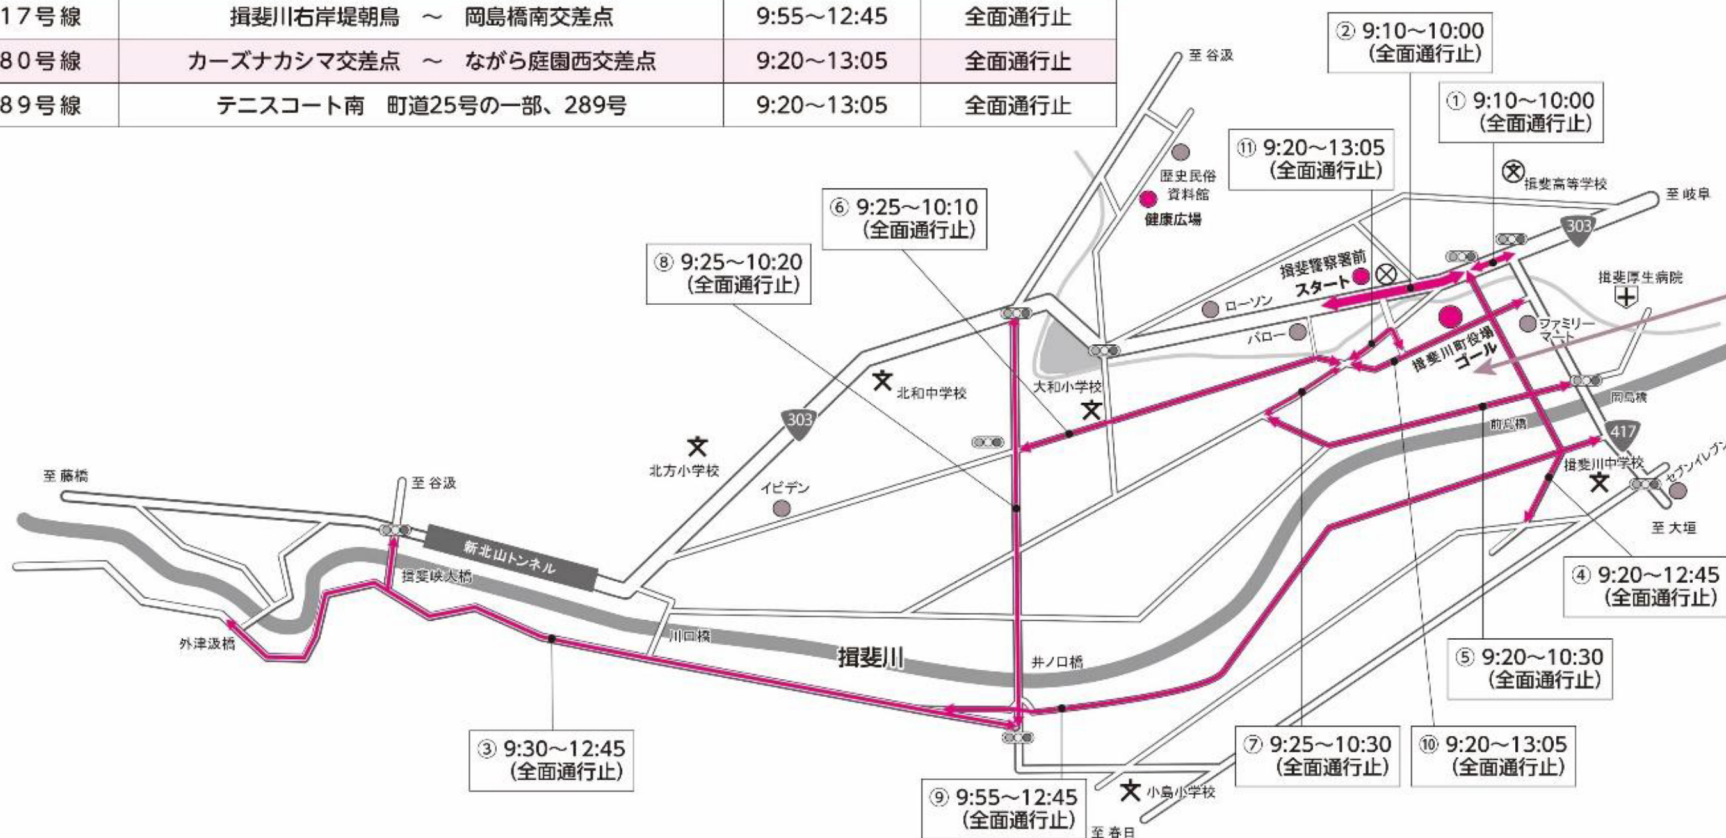 17号線 揖斐川右岸堤朝鳥 ～ 岡島橋南交差点 9:55～12:45 全面通行止
80号線 カーズナカシマ交差点 ～ ながら庭園西交差点 9:20～13:05 全面通行止
89号線 テニスコート南 町道25号の一部、289号 9:20～13:05 全面通行止
② 9:10～10:00
(全面通行止)
至 谷汲
① 9:10～10:00
(全面通行止)
⑪ 9:20～13:05
(全面通行止)
歴史民俗
資料館
健康広場
揖斐高等学校
至 岐阜
303
⑥ 9:25～10:10
(全面通行止)
⑧ 9:25～10:20
(全面通行止)
揖斐警察署前
スタート
揖斐厚生病院
ローソン
バロー
ファミリー
マート
揖斐川町役場
ゴール
大和小学校
北和中学校
303
岡島橋
前島橋
417
北方小学校
揖斐川中学校
セブンイレブン
至 藤橋
至 谷汲
イビデン
至 大垣
新北山トンネル
揖斐峡大橋
④ 9:20～12:45
(全面通行止)
外津汲橋
川口橋
揖斐川
井ノ口橋
⑤ 9:20～10:30
(全面通行止)
③ 9:30～12:45
(全面通行止)
⑦ 9:25～10:30
(全面通行止)
⑩ 9:20～13:05
(全面通行止)
⑨ 9:55～12:45
(全面通行止)
小島小学校
至 春日